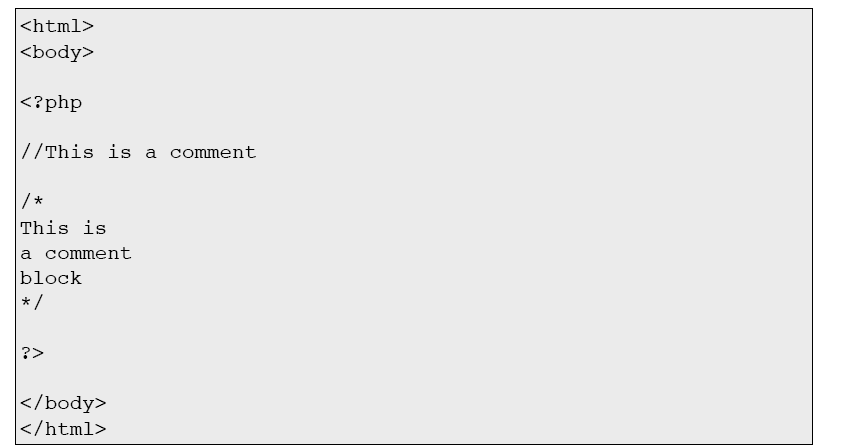 <html>
<body>
<?php
//This is a comment
/*
This is
a comment
block
*/
?>
</body>
</html>